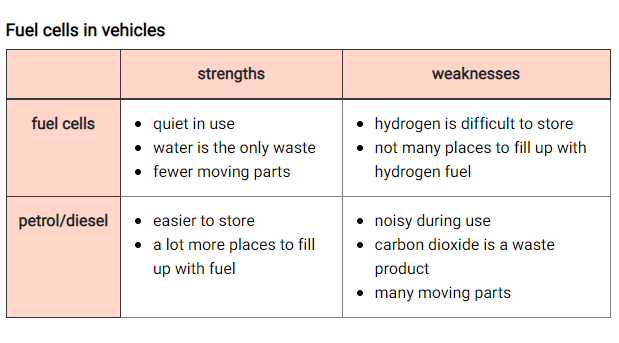 Fuel cells in vehicles
strengths
weaknesses
fuel cells
• quiet in use
• water is the only waste
• fewer moving parts
• hydrogen is difficult to store
• not many places to fill up with
hydrogen fuel
petrol/diesel
• easier to store
• a lot more places to fill
up with fuel
• noisy during use
• carbon dioxide is a waste
product
• many moving parts